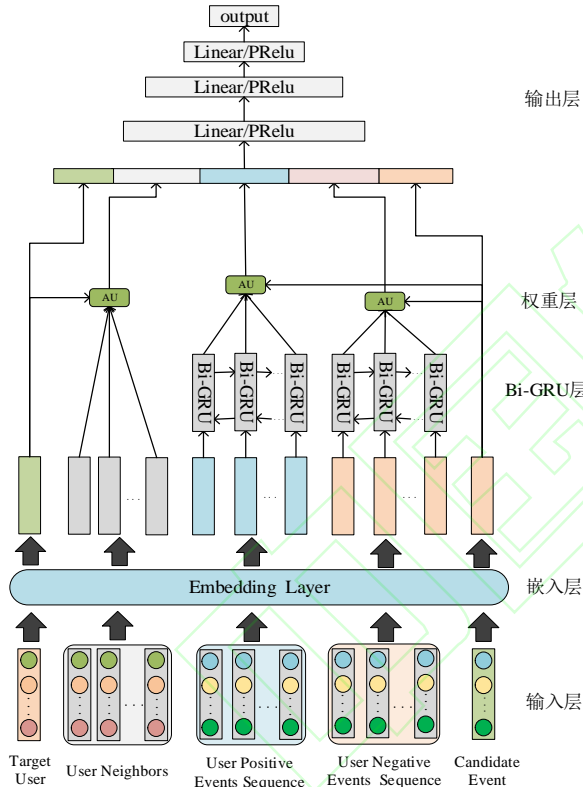 output
Linear/PRelu
Linear/PRelu
输出层
Linear/PRelu
AU
AU
AU
权重层
Bi-GRU
Bi-GRU
Bi-GRU
Bi-GRU
Bi-GRU
Bi-GRU
Bi-GRU层
Embedding Layer
嵌入层
输入层
Target
User
User Neighbors
User Positive
Events Sequence
User Negative
Events Sequence
Candidate
Event